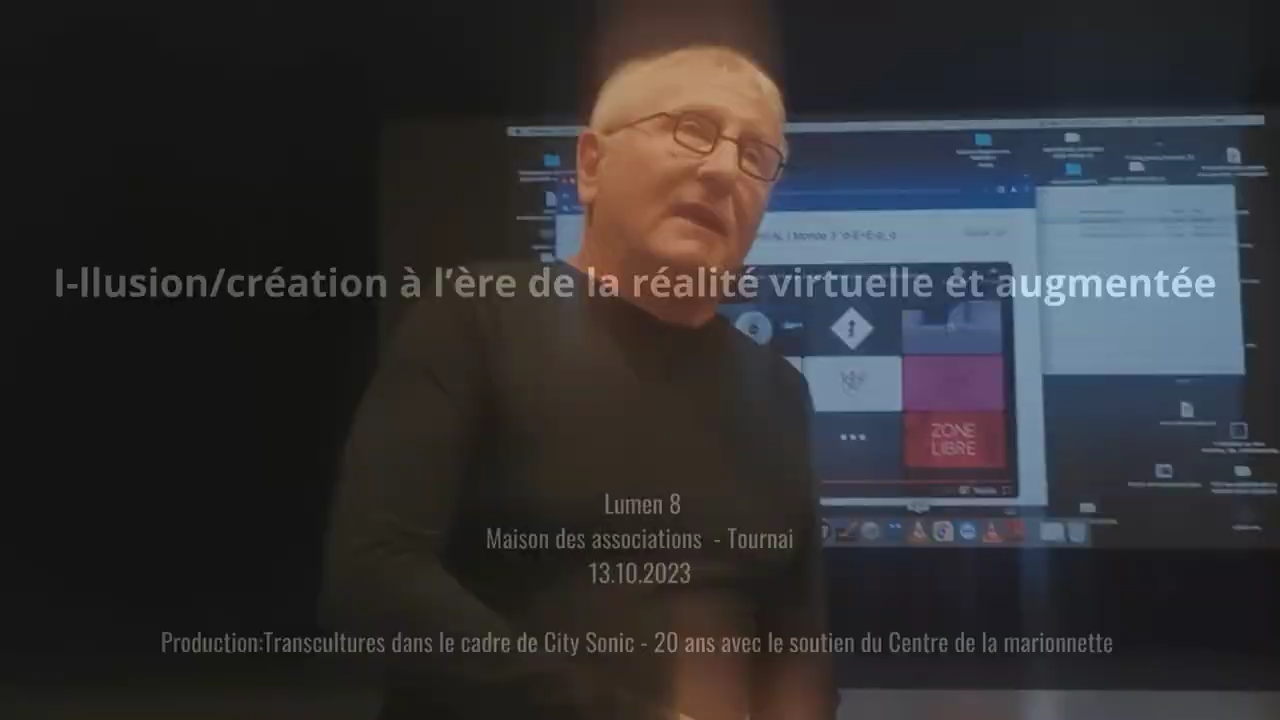 I-llusion/création à l’ère de la réalité virtuelle et augmentée
ZONE
LIBRE
Lumen 8
Maison des associations - Tournai
13.10.2023
Production:Transcultures dans le cadre de City Sonic - 20 ans avec le soutien du Centre de la marionnette